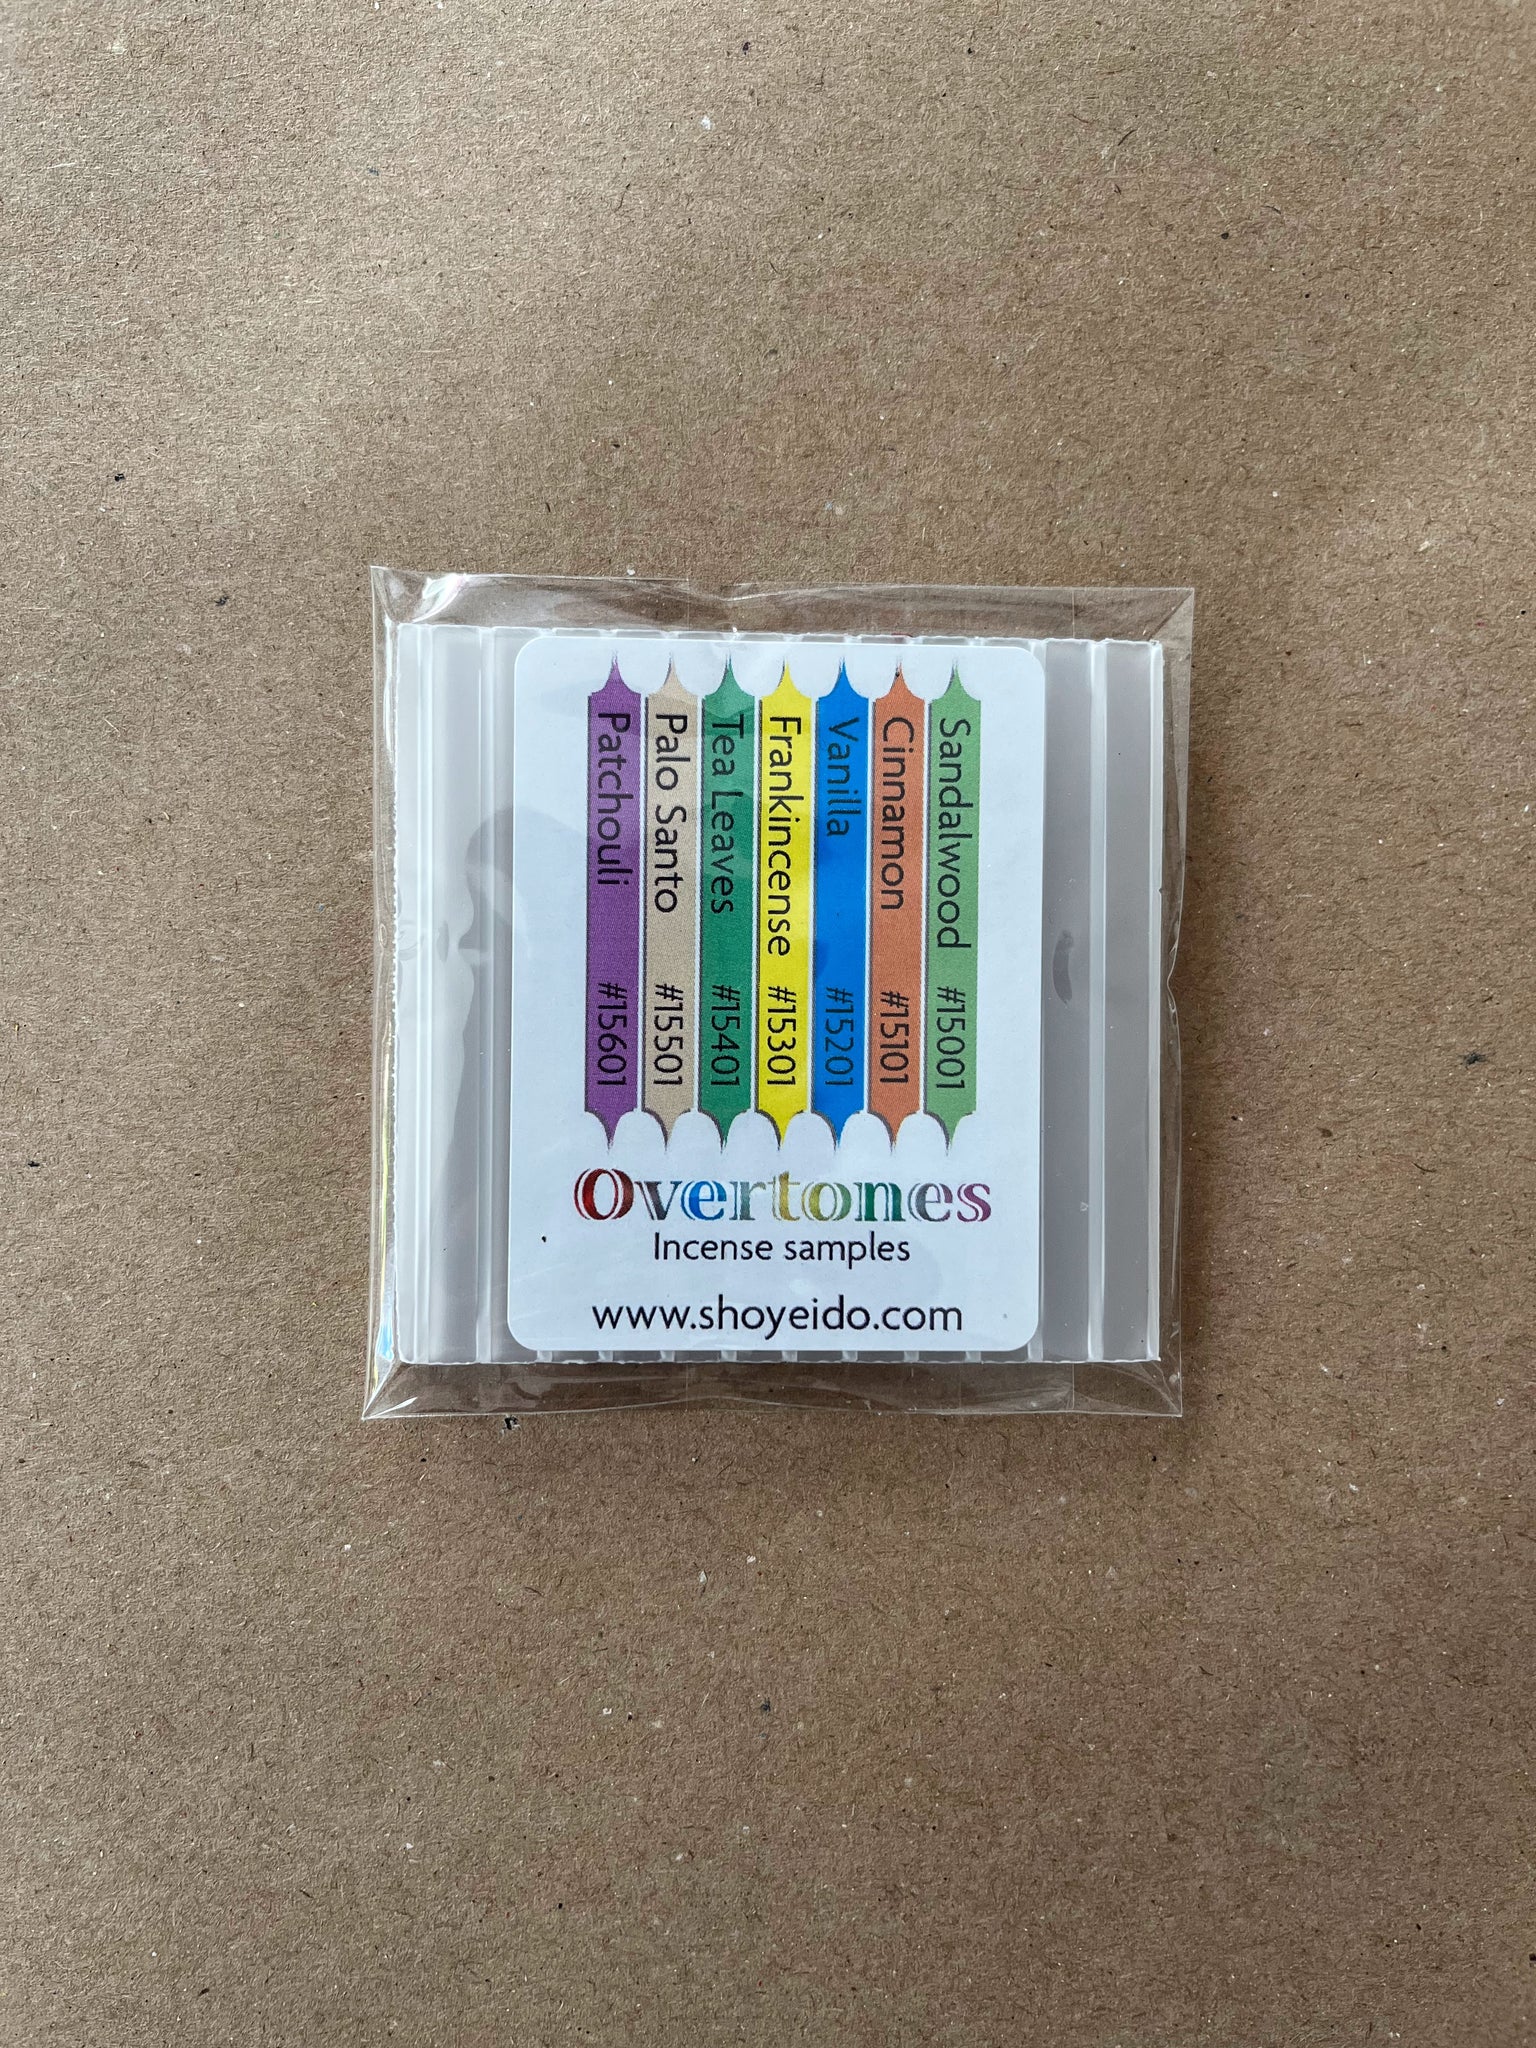 Sandalwood #15001
Cinnamon #15101
Vanilla #15201
Frankincense #15301
Tea Leaves #15401
Palo Santo #15501
Patchouli #15601
Overtones
Incense samples
www.shoyeido.com